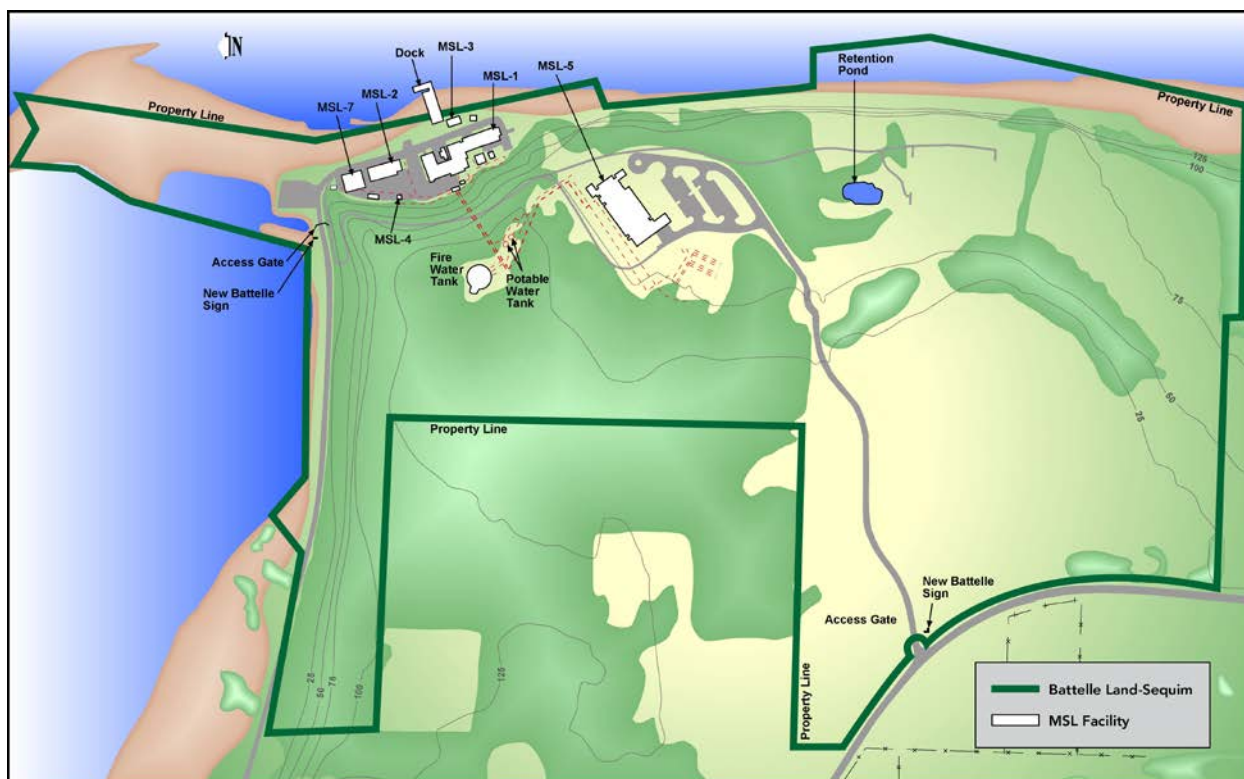 N
Dock
MSL-3
MSL-1
MSL-5
MSL-2
MSL-7
Property Line
Retention
Pond
Property Line
125
100
MSL-4
Access Gate
New Battelle
Sign
Fire
Water
Tank
Potable
Water
Tank
75
50
25
Property Line
Property Line
New Battelle
Sign
Access Gate
25
50
75
100
125
Battelle Land-Sequim
MSL Facility